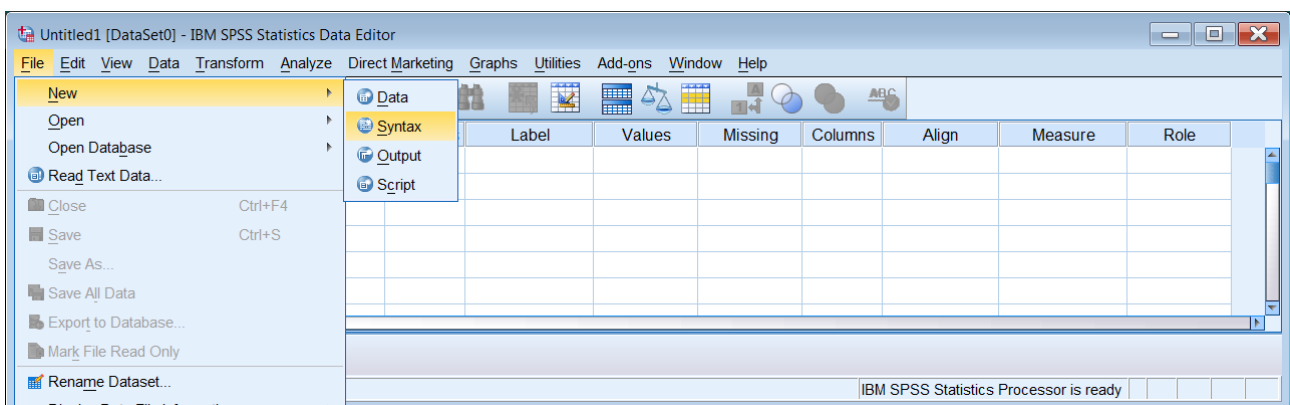 Untitled1 [DataSet0] - IBM SPSS Statistics Data Editor
File Edit View Data Transform Analyze Direct Marketing Graphs Utilities Add-ons Window Help
New
Open
Open Database
Read Text Data...
Close Ctrl+F4
Save Ctrl+S
Save As...
Save All Data
Export to Database...
Mark File Read Only
Rename Dataset...
Data
Syntax
Output
Script
Label Values Missing Columns Align Measure Role
IBM SPSS Statistics Processor is ready